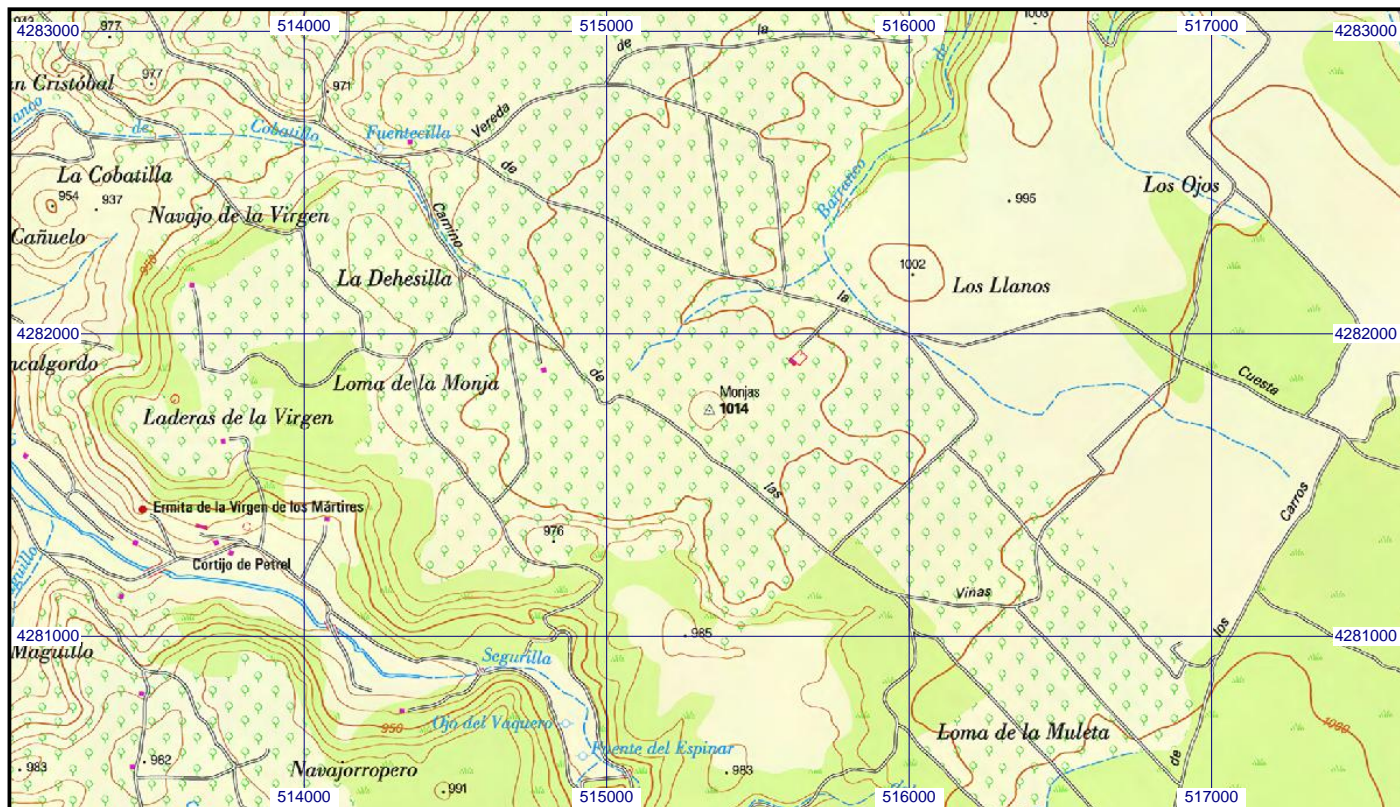 514000
515000
516000
517000
977
1003
4283000
4283000
de
la
de
977
971
n Cristóbal
anco
de
Cobatillo
Fuentecilla
Vereda
de
Barranco
La Cobatilla
Los Ojos
954
937
995
Navajo de la Virgen
Camino
Cañuelo
950
La Dehesilla
1002
Los Llanos
la
4282000
4282000
ncalgordo
Loma de la Monja
de
Cuesta
Monjas
1014
Laderas de la Virgen
las
Carros
Ermita de la Virgen de los Mártires
976
Cortijo de Petrel
guillo
Viñas
los
4281000
4281000
985
Maguillo
Segurilla
950
Ojo del Vaquero
Loma de la Muleta
1000
Fuente del Espinar
de
983
982
Navajorropero
983
991
514000
515000
516000
517000